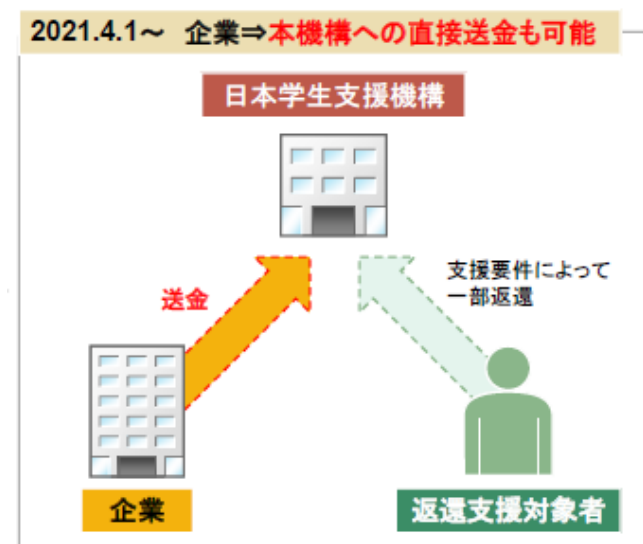 2021.4.1～ 企業⇒本機構への直接送金も可能
日本学生支援機構
支援要件によって
一部返還
送金
企業
返還支援対象者